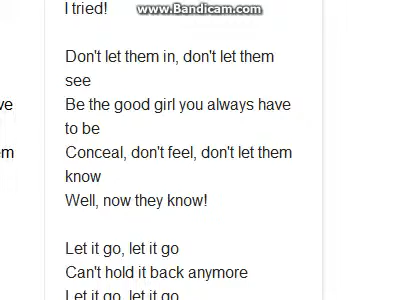 I tried!
www.Bandicam.com
Don't let them in, don't let them
see
ve
Be the good girl you always have
to be
em
Conceal, don't feel, don't let them
know
Well, now they know!
Let it go, let it go
Can't hold it back anymore
Let it go, let it go